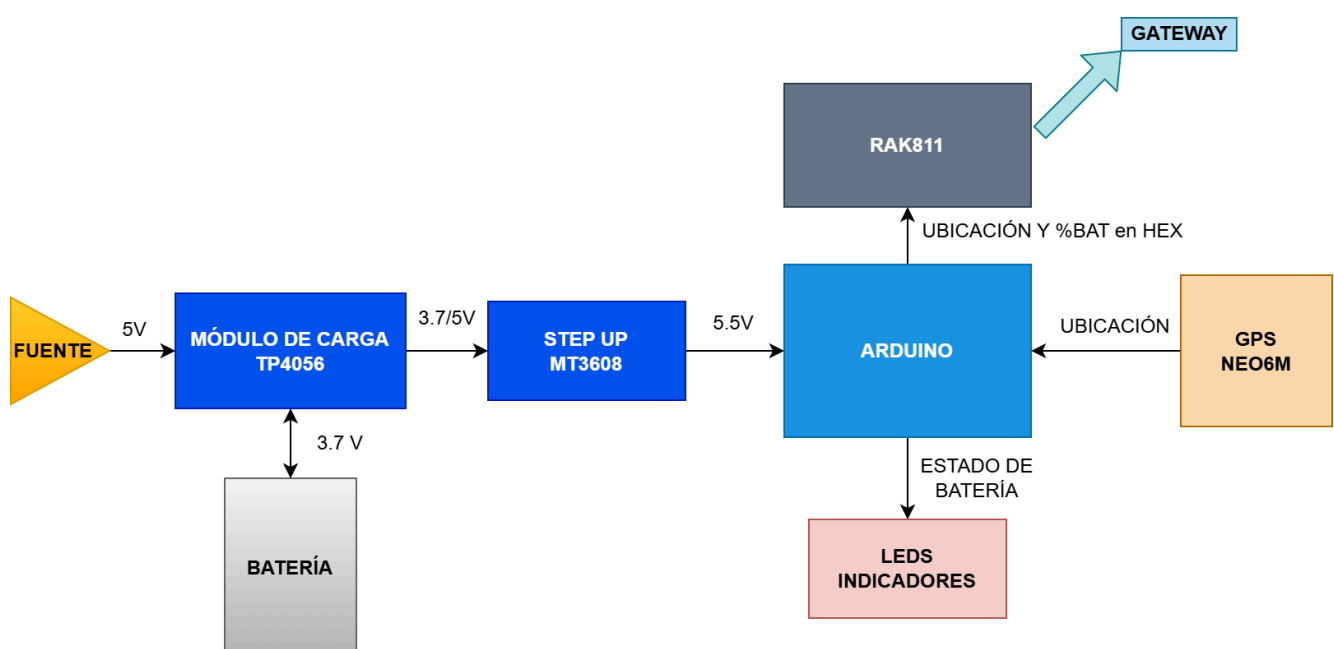 GATEWAY
RAK811
UBICACIÓN Y %BAT en HEX
FUENTE
5V
MÓDULO DE CARGA
TP4056
3.7/5V
STEP UP
MT3608
5.5V
ARDUINO
UBICACIÓN
GPS
NEO6M
3.7 V
BATERÍA
ESTADO DE
BATERÍA
LEDS
INDICADORES